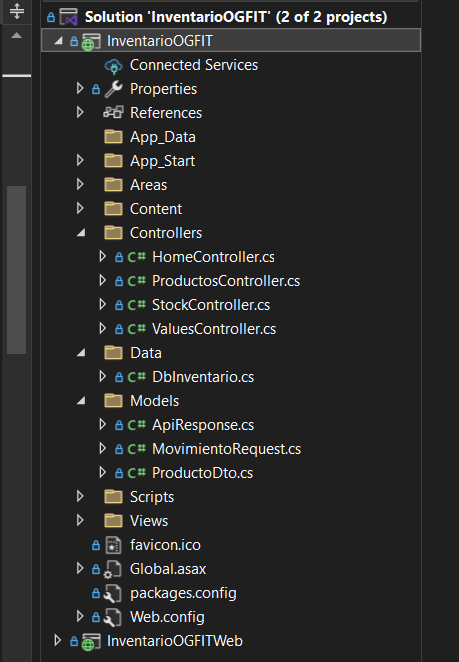 Solution 'InventarioOGFIT' (2 of 2 projects)
InventarioOGFIT
Connected Services
Properties
References
App_Data
App_Start
Areas
Content
Controllers
C# HomeController.cs
C# ProductosController.cs
C# StockController.cs
C# ValuesController.cs
Data
C# DbInventario.cs
Models
C# ApiResponse.cs
C# MovimientoRequest.cs
C# ProductoDto.cs
Scripts
Views
favicon.ico
Global.asax
packages.config
Web.config
InventarioOGFITWeb